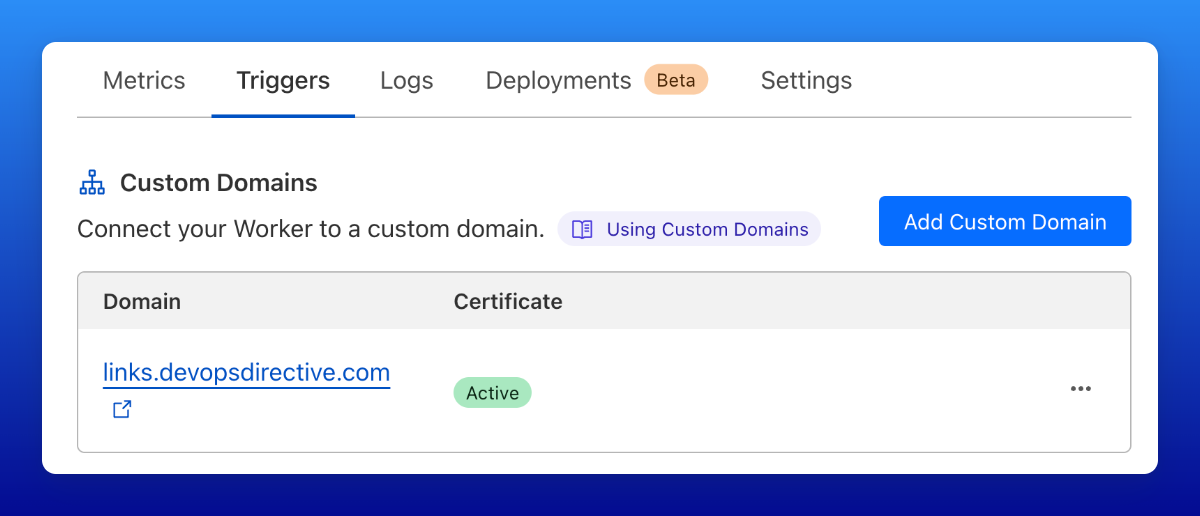 Metrics Triggers Logs Deployments Beta Settings
Custom Domains
Connect your Worker to a custom domain. Using Custom Domains Add Custom Domain
Domain Certificate
links.devopsdirective.com Active